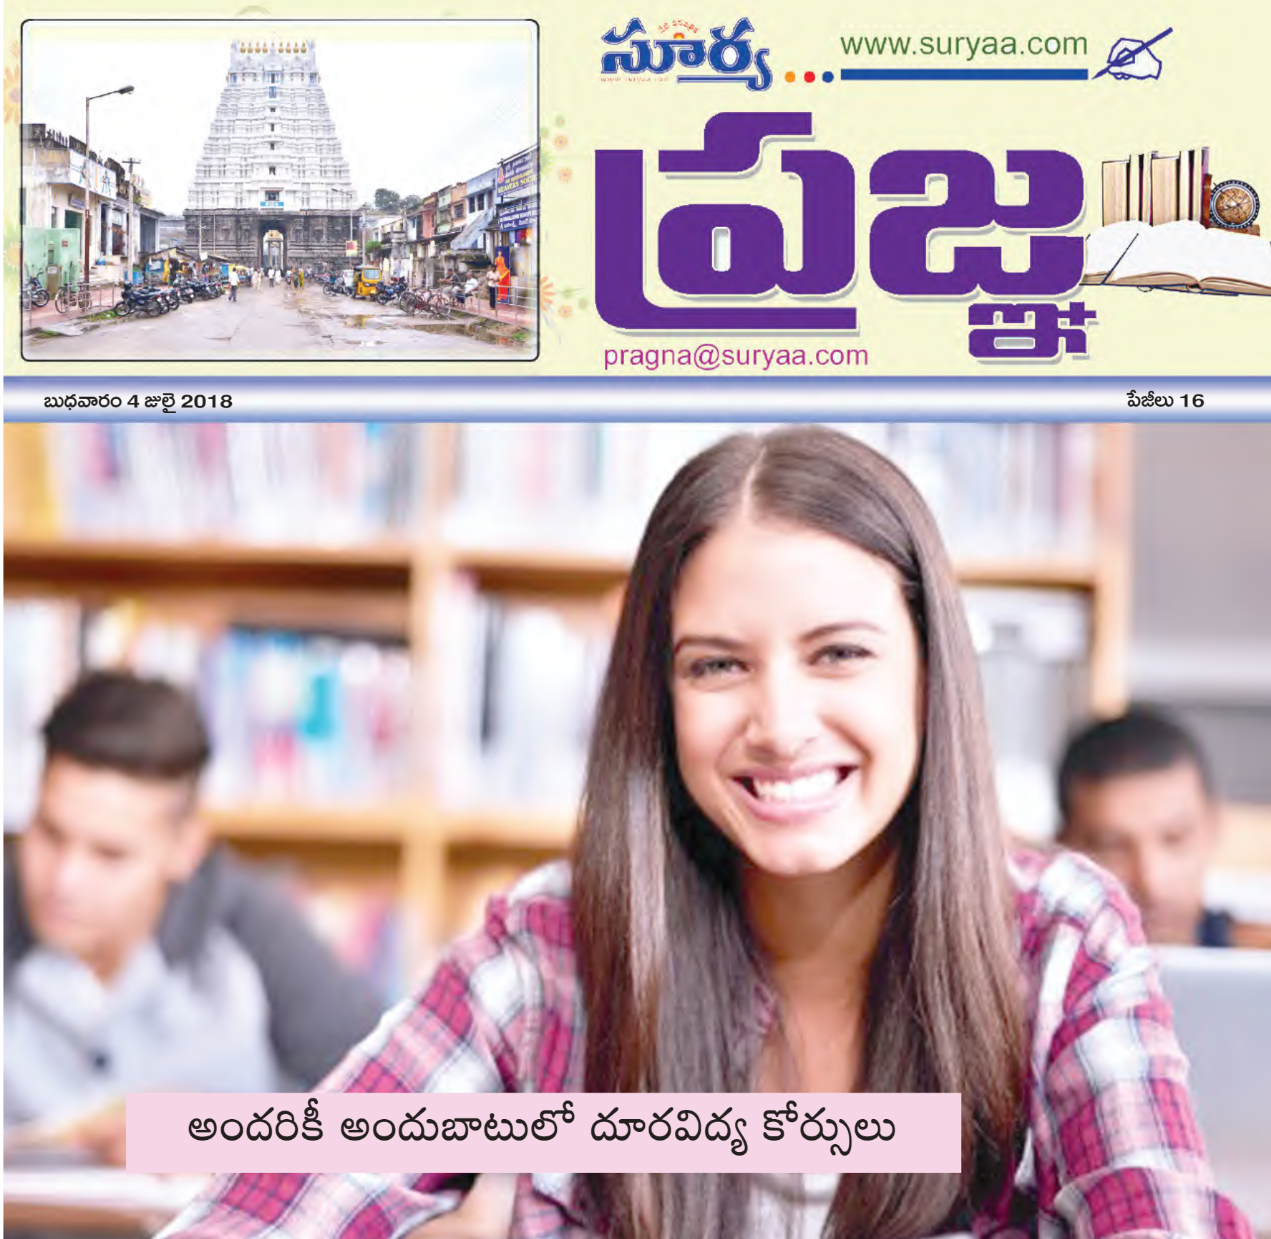 సూర్య
www.suryaa.com
ప్రజ్ఞ
pragna@suryaa.com
బుధవారం 4 జులై 2018
పేజీలు 16
అందరికీ అందుబాటులో దూరవిద్య కోర్సులు